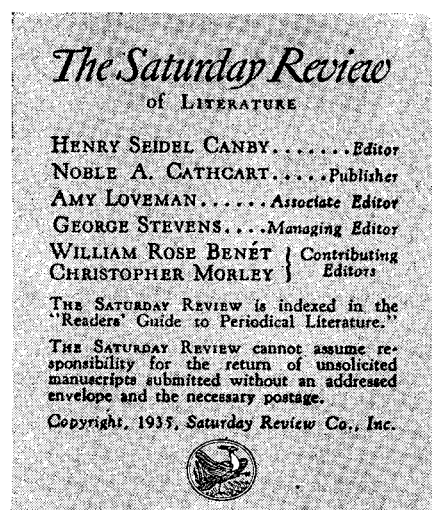 The Saturday Review
of LITERATURE
HENRY SEIDEL CANBY.......Editor
NOBLE A. CATHCART.....Publisher
AMY LOVEMAN......Associate Editor
GEORGE STEVENS....Managing Editor
WILLIAM ROSE BENÉT } Contributing
CHRISTOPHER MORLEY } Editors
THE SATURDAY REVIEW is indexed in the
"Readers' Guide to Periodical Literature."
THE SATURDAY REVIEW cannot assume re-
sponsibility for the return of unsolicited
manuscripts submitted without an addressed
envelope and the necessary postage.
Copyright, 1935, Saturday Review Co., Inc.